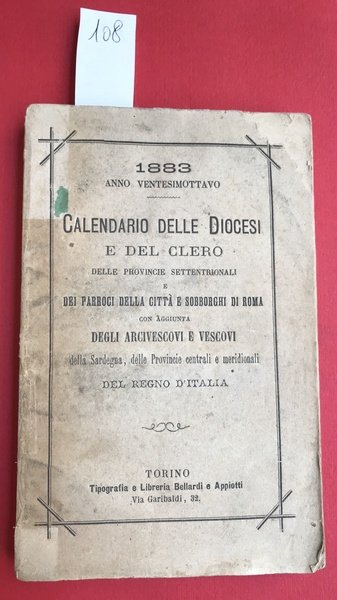 108
1883
ANNO VENTESIMOTTAVO
CALENDARIO DELLE DIOCESI
E DEL CLERO
DELLE PROVINCIE SETTENTRIONALI
E
DEI PARROCI DELLA CITTÀ E SOBBORGHI DI ROMA
CON AGGIUNTA
DEGLI ARCIVESCOVI E VESCOVI
della Sardegna, delle Provincie centrali e meridionali
DEL REGNO D'ITALIA
TORINO
Tipografia e Libreria Bellardi e Appiotti
Via Garibaldi, 32.